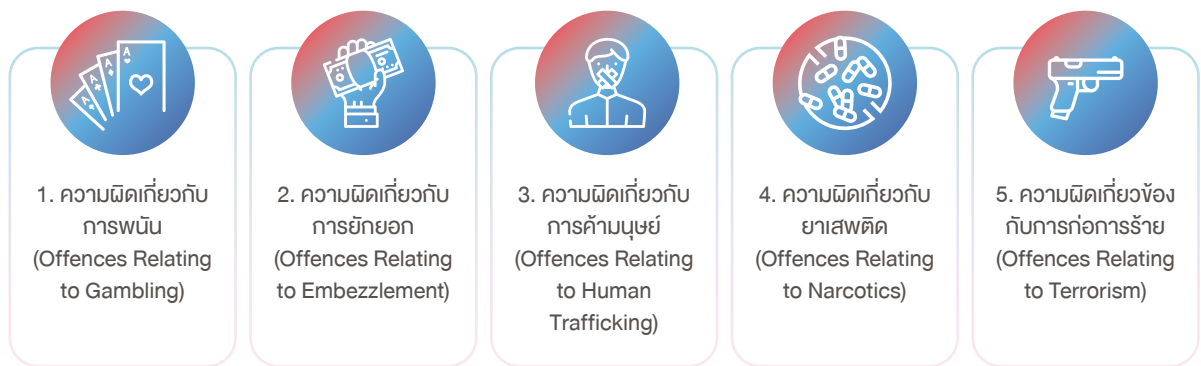 1. ความผิดเกี่ยวกับ
การพนัน
(Offences Relating
to Gambling)
2. ความผิดเกี่ยวกับ
การยักยอก
(Offences Relating
to Embezzlement)
3. ความผิดเกี่ยวกับ
การค้ามนุษย์
(Offences Relating
to Human
Trafficking)
4. ความผิดเกี่ยวกับ
ยาเสพติด
(Offences Relating
to Narcotics)
5. ความผิดเกี่ยวข้อง
กับการก่อการร้าย
(Offences Relating
to Terrorism)